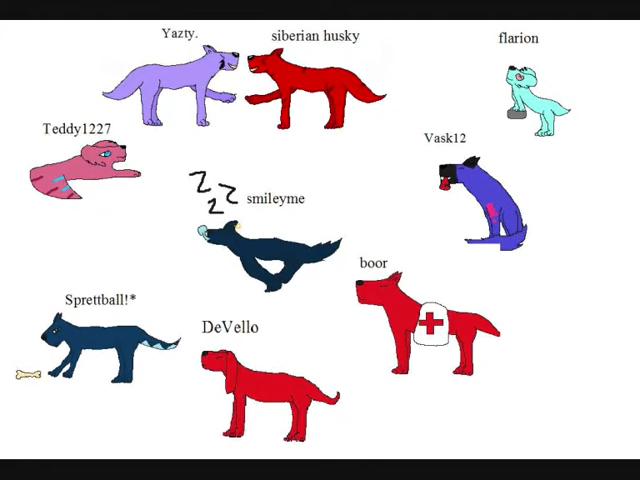 Yazty.
siberian husky
flarion
Teddy1227
Vask12
Z Z Z
smileyme
boor
Sprettball!*
DeVello